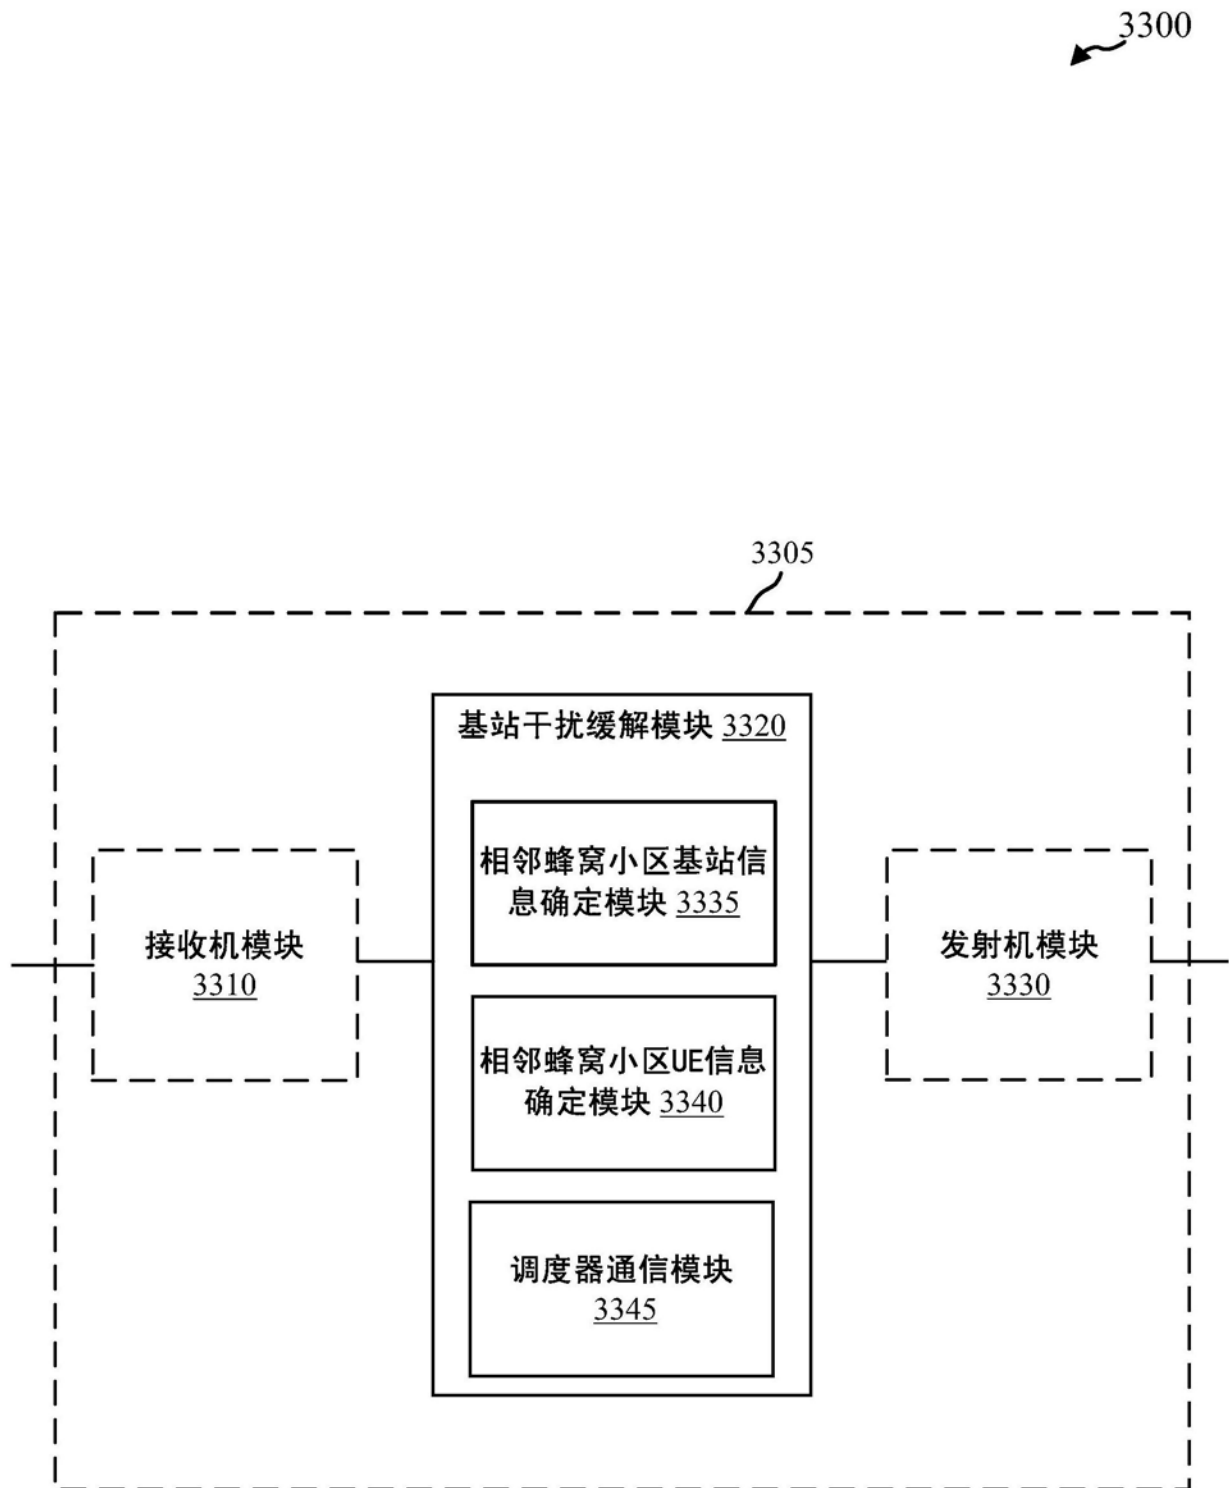 3300
3305
基站干扰缓解模块 3320
相邻蜂窝小区基站信
息确定模块 3335
接收机模块
3310
发射机模块
3330
相邻蜂窝小区UE信息
确定模块 3340
调度器通信模块
3345